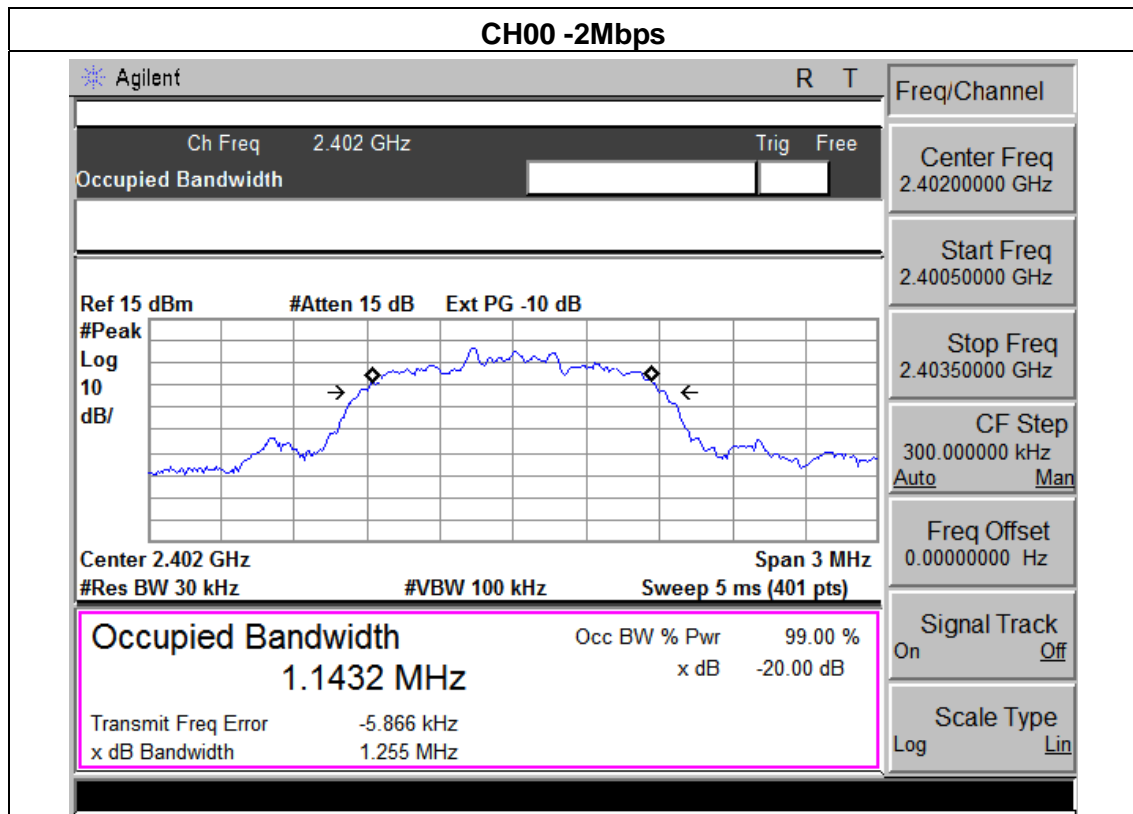 CH00 -2Mbps
Agilent R T
Ch Freq 2.402 GHz Trig Free
Occupied Bandwidth
Ref 15 dBm #Atten 15 dB Ext PG -10 dB
#Peak
Log
10
dB/
Center 2.402 GHz Span 3 MHz
#Res BW 30 kHz #VBW 100 kHz Sweep 5 ms (401 pts)
Occupied Bandwidth Occ BW % Pwr 99.00 %
1.1432 MHz x dB -20.00 dB
Transmit Freq Error -5.866 kHz
x dB Bandwidth 1.255 MHz
Freq/Channel
Center Freq
2.40200000 GHz
Start Freq
2.40050000 GHz
Stop Freq
2.40350000 GHz
CF Step
300.000000 kHz
Auto Man
Freq Offset
0.00000000 Hz
Signal Track
On Off
Scale Type
Log Lin